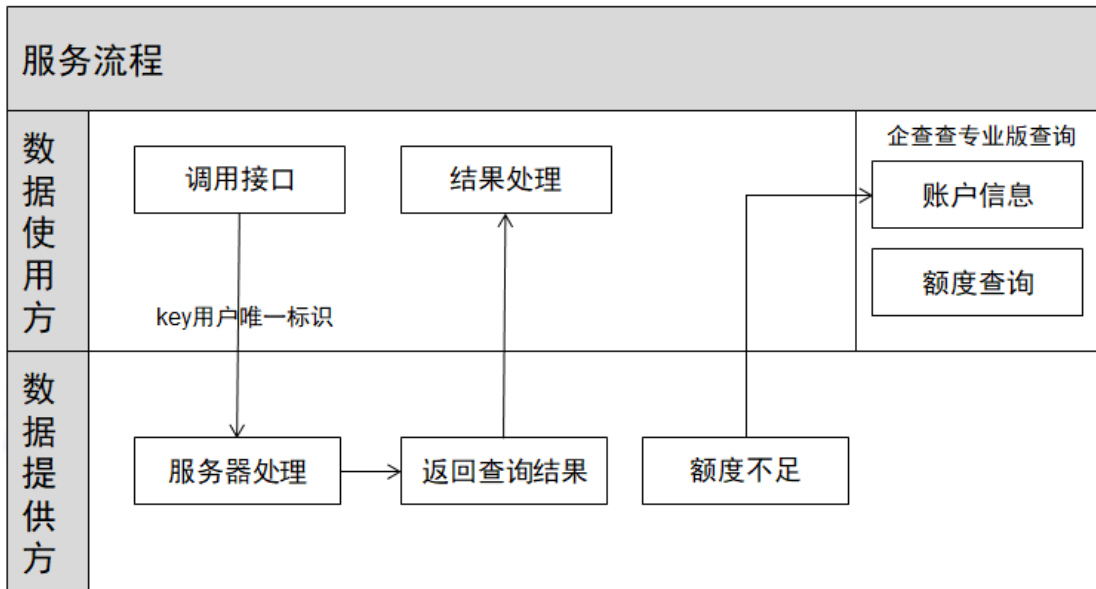 服务流程
数据使用方
调用接口
结果处理
企查查专业版查询
账户信息
额度查询
key用户唯一标识
数据提供方
服务器处理
返回查询结果
额度不足